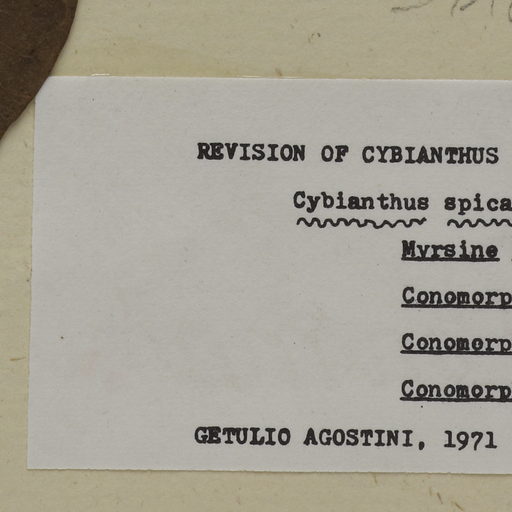 REVISION OF CYBIANTHUS
Cybianthus spica
Myrsine
Conomorp
Conomorp
Conomorp
GETULIO AGOSTINI, 1971